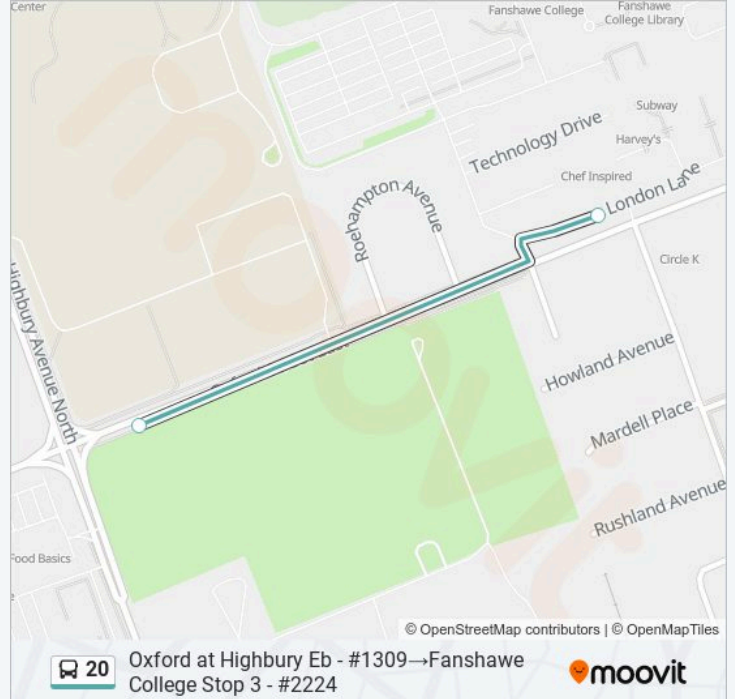 Center
Fanshawe College
Fanshawe
College Library
Subway
Technology Drive
Harvey's
Chef Inspired
London Lane
Roehampton Avenue
Circle K
Highbury Avenue North
Howland Avenue
Mardell Place
Rushland Avenue
Food Basics
moovit
© OpenStreetMap contributors | © OpenMapTiles
20
Oxford at Highbury Eb - #1309→Fanshawe
College Stop 3 - #2224
moovit